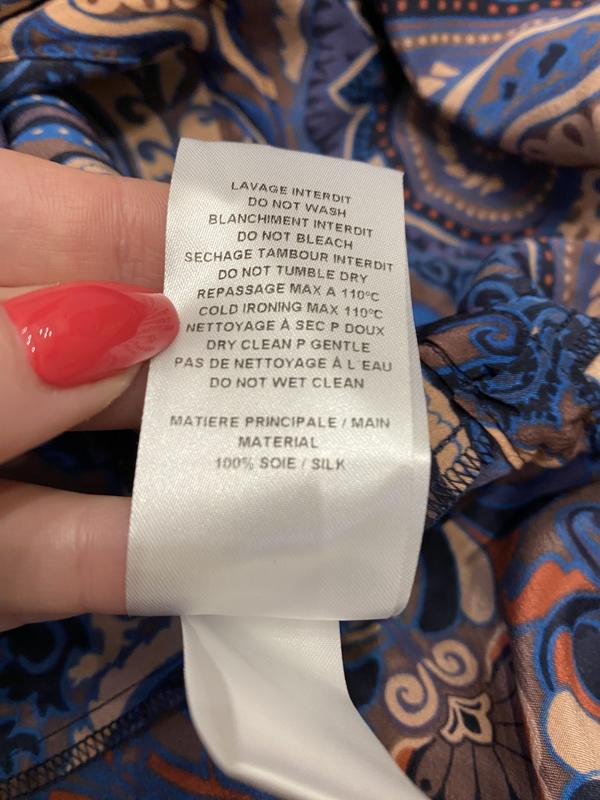 LAVAGE INTERDIT
DO NOT WASH
BLANCHIMENT INTERDIT
DO NOT BLEACH
SECHAGE TAMBOUR INTERDIT
DO NOT TUMBLE DRY
REPASSAGE MAX A 110°C
COLD IRONING MAX 110°C
NETTOYAGE À SEC P DOUX
DRY CLEAN P GENTLE
PAS DE NETTOYAGE À L'EAU
DO NOT WET CLEAN
MATIERE PRINCIPALE / MAIN
MATERIAL
100% SOIE / SILK